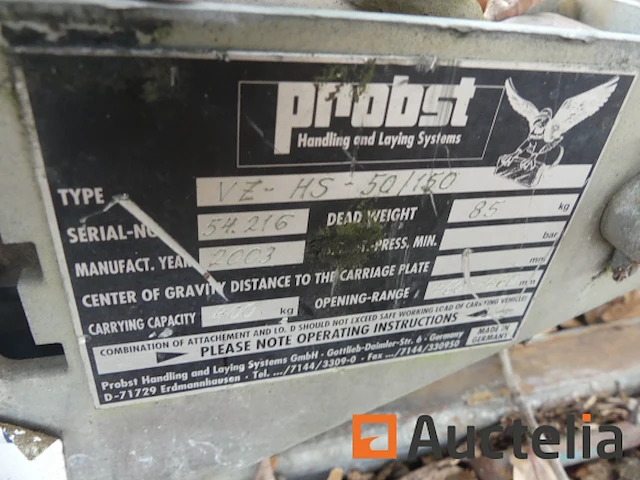 probst
Handling and Laying Systems
TYPE VZ-HS-50/150
SERIAL-NO 54.216 DEAD WEIGHT 85 kg
MANUFACT. YEAR 2003 -PRESS. MIN. bar
CENTER OF GRAVITY DISTANCE TO THE CARRIAGE PLATE mm
CARRYING CAPACITY kg OPENING-RANGE mm
COMBINATION OF ATTACHEMENT AND LO. D SHOULD NOT EXCEED SAFE WORKING LOAD OF CARYING VEHICLE!
PLEASE NOTE OPERATING INSTRUCTIONS
MADE IN
GERMANY
Probst Handling and Laying Systems GmbH · Gottlieb-Daimler-Str. 6 · Germany
D-71729 Erdmannhausen · Tel. .../7144/3309-0 · Fax .../7144/330950
Auctelia